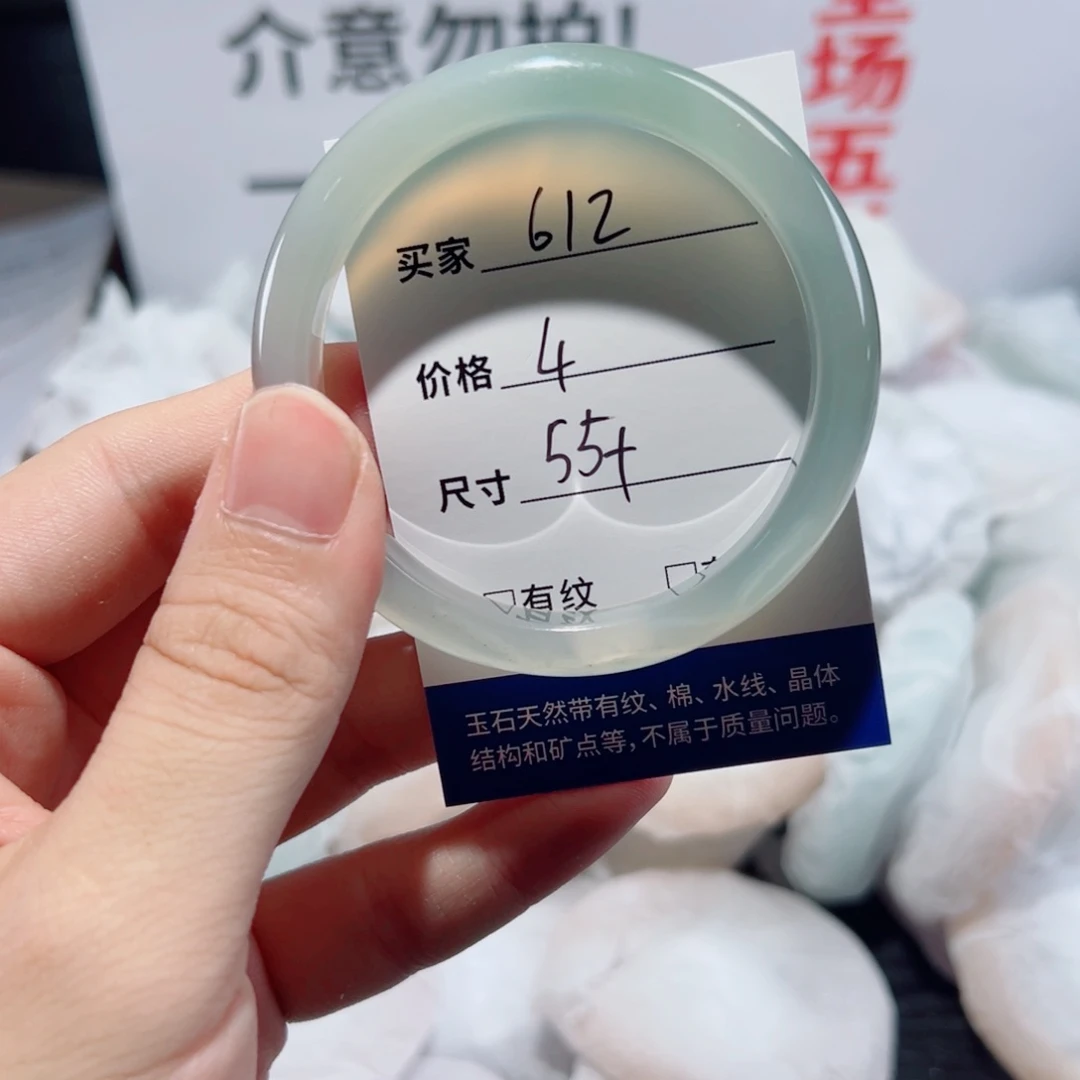 介意勿拍!
全场五
买家 612
价格 4
尺寸 55+
□有纹 □
玉石天然带有纹、棉、水线、晶体
结构和矿点等,不属于质量问题。